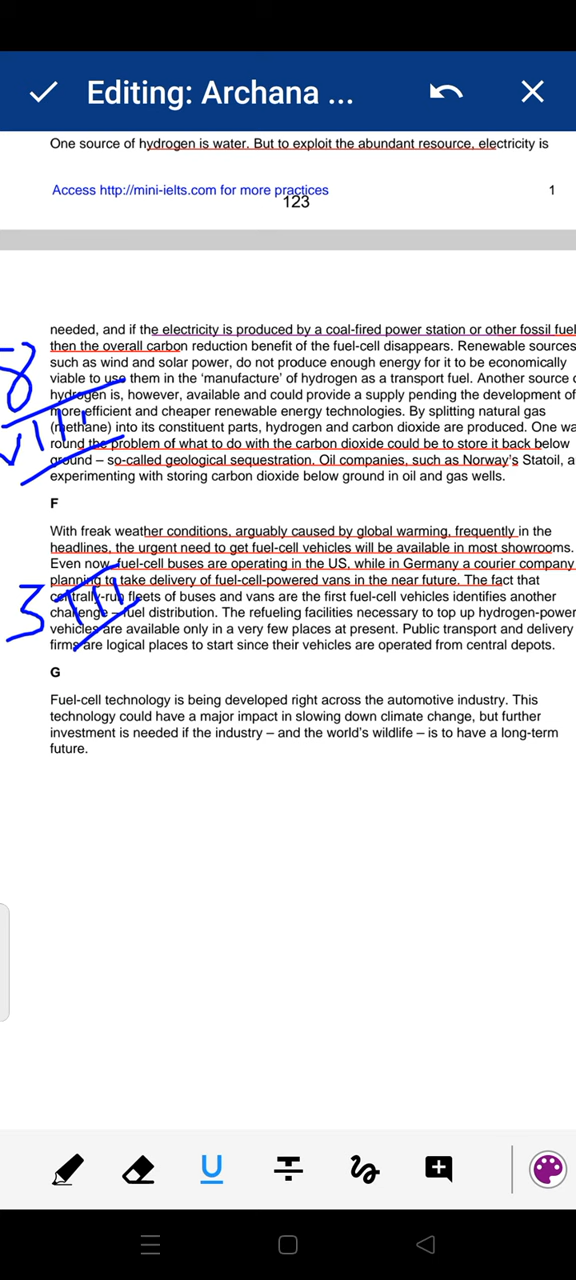 Editing: Archana ...
One source of hydrogen is water. But to exploit the abundant resource, electricity is
Access http://mini-ielts.com for more practices
1
123
needed, and if the electricity is produced by a coal-fired power station or other fossil fuel
then the overall carbon reduction benefit of the fuel-cell disappears. Renewable sources
such as wind and solar power, do not produce enough energy for it to be economically
viable to use them in the ‘manufacture’ of hydrogen as a transport fuel. Another source
hydrogen is, however, available and could provide a supply pending the development of
more efficient and cheaper renewable energy technologies. By splitting natural gas
(methane) into its constituent parts, hydrogen and carbon dioxide are produced. One
round the problem of what to do with the carbon dioxide could be to store it back below
ground – so-called geological sequestration. Oil companies, such as Norway's Statoil, a
experimenting with storing carbon dioxide below ground in oil and gas wells.
8
VIII
F
With freak weather conditions, arguably caused by global warming, frequently in the
headlines, the urgent need to get fuel-cell vehicles will be available in most showrooms.
Even now, fuel-cell buses are operating in the US, while in Germany a courier company
planning to take delivery of fuel-cell-powered vans in the near future. The fact that
centrally-run fleets of buses and vans are the first fuel-cell vehicles identifies another
challenge – fuel distribution. The refueling facilities necessary to top up hydrogen-power
vehicles are available only in a very few places at present. Public transport and delivery
firms are logical places to start since their vehicles are operated from central depots.
3 III
G
Fuel-cell technology is being developed right across the automotive industry. This
technology could have a major impact in slowing down climate change, but further
investment is needed if the industry – and the world's wildlife – is to have a long-term
future.
U
T